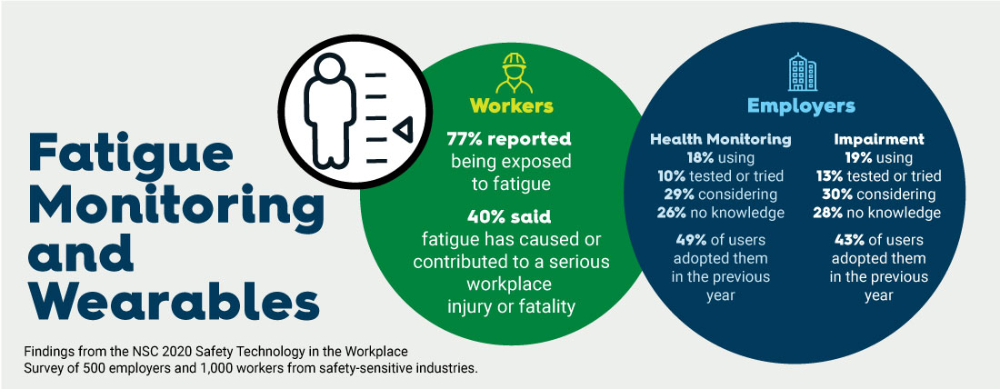 Fatigue
Monitoring
and
Wearables
Findings from the NSC 2020 Safety Technology in the Workplace
Survey of 500 employers and 1,000 workers from safety-sensitive industries.
Workers
77% reported
being exposed
to fatigue
40% said
fatigue has caused or
contributed to a serious
workplace
injury or fatality
Employers
Health Monitoring
18% using
10% tested or tried
29% considering
26% no knowledge
49% of users
adopted them
in the previous
year
Impairment
19% using
13% tested or tried
30% considering
28% no knowledge
43% of users
adopted them
in the previous
year